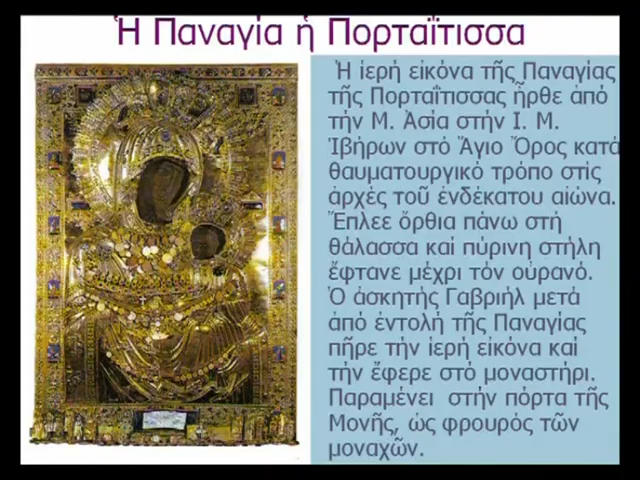 Ἡ Παναγία ἡ Πορταΐτισσα
Ἡ ἱερή εἰκόνα τῆς Παναγίας
τῆς Πορταΐτισσας ἦρθε ἀπό
τήν Μ. Ἀσία στήν Ι. Μ.
Ἰβήρων στό Ἅγιο Ὄρος κατά
θαυματουργικό τρόπο στίς
ἀρχές τοῦ ἑνδέκατου αἰώνα.
Ἔπλεε ὄρθια πάνω στή
θάλασσα καί πύρινη στήλη
ἔφτανε μέχρι τόν οὐρανό.
Ὁ ἀσκητής Γαβριήλ μετά
ἀπό ἐντολή τῆς Παναγίας
πῆρε τήν ἱερή εἰκόνα καί
τήν ἔφερε στό μοναστήρι.
Παραμένει στήν πόρτα τῆς
Μονῆς, ὡς φρουρός τῶν
μοναχῶν.